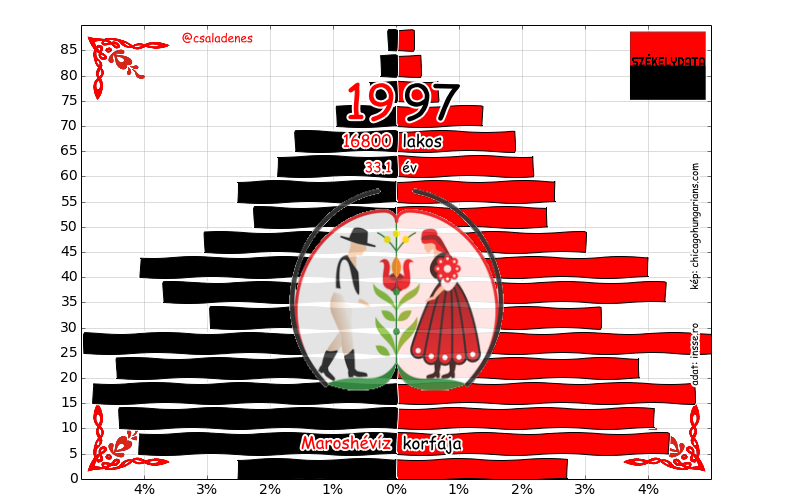 @csaladenes
SZÉKELYDATA
1997
16800 lakos
33.1 év
kép: chicagohungarians.com
adat: insse.ro
Maroshévíz korfája
85
80
75
70
65
60
55
50
45
40
35
30
25
20
15
10
5
0
4% 3% 2% 1% 0% 1% 2% 3% 4%